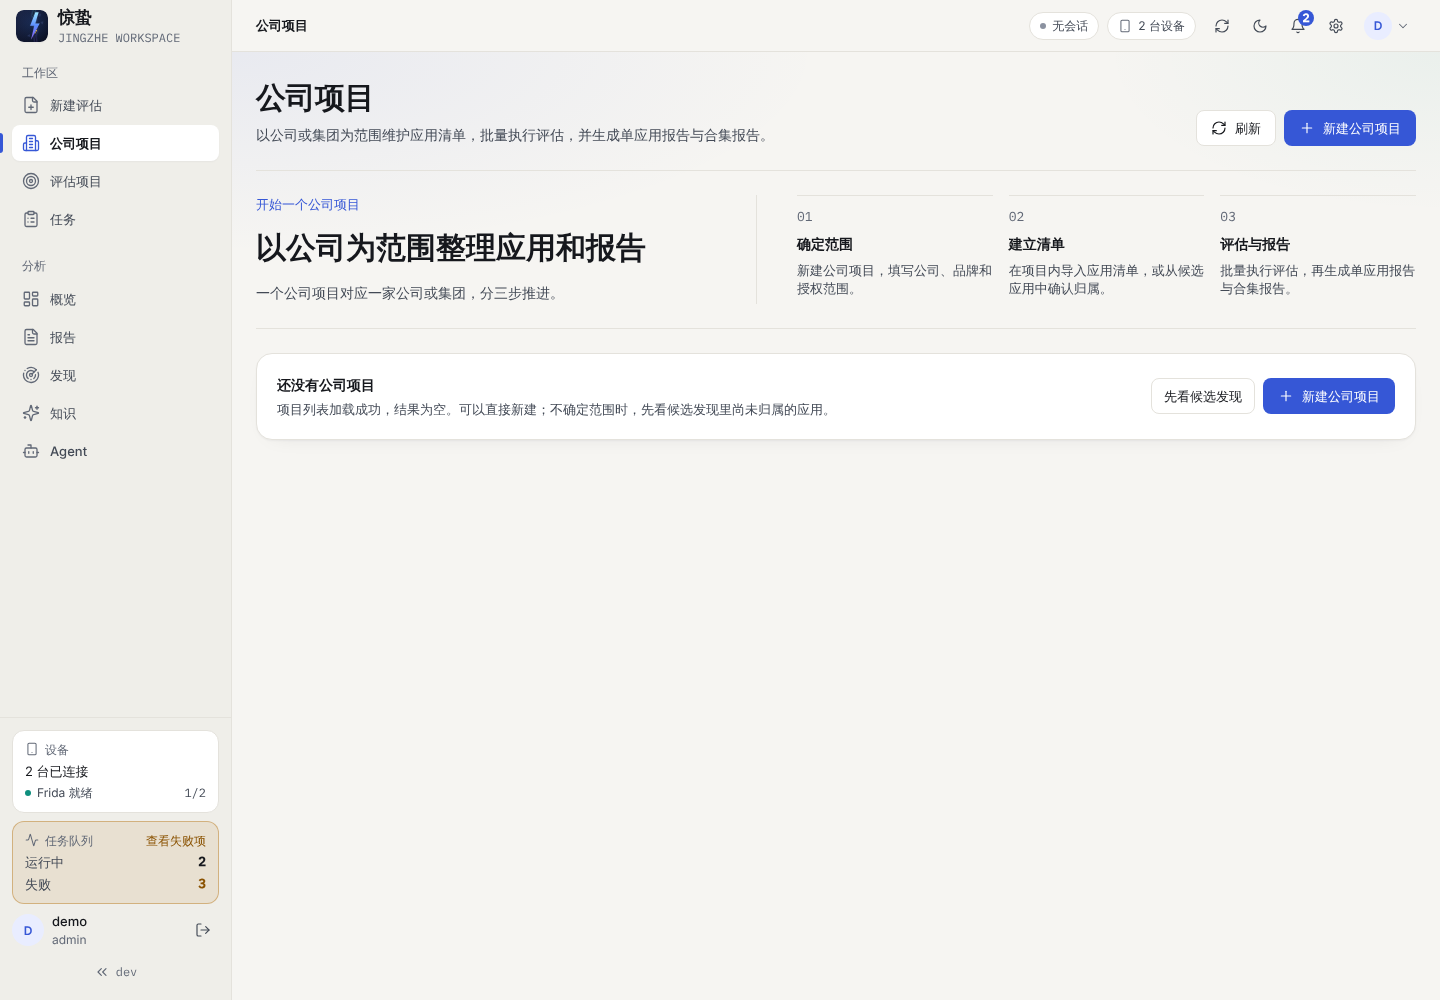 惊蛰
JINGZHE WORKSPACE
工作区
新建评估
公司项目
评估项目
任务
分析
概览
报告
发现
知识
Agent
设备
2 台已连接
Frida 就绪 1/2
任务队列 查看失败项
运行中 2
失败 3
D
demo
admin
dev
公司项目
无会话
2 台设备
2
D
公司项目
以公司或集团为范围维护应用清单，批量执行评估，并生成单应用报告与合集报告。
刷新
新建公司项目
开始一个公司项目
以公司为范围整理应用和报告
一个公司项目对应一家公司或集团，分三步推进。
01
确定范围
新建公司项目，填写公司、品牌和
授权范围。
02
建立清单
在项目内导入应用清单，或从候选
应用中确认归属。
03
评估与报告
批量执行评估，再生成单应用报告
与合集报告。
还没有公司项目
项目列表加载成功，结果为空。可以直接新建；不确定范围时，先看候选发现里尚未归属的应用。
先看候选发现
新建公司项目